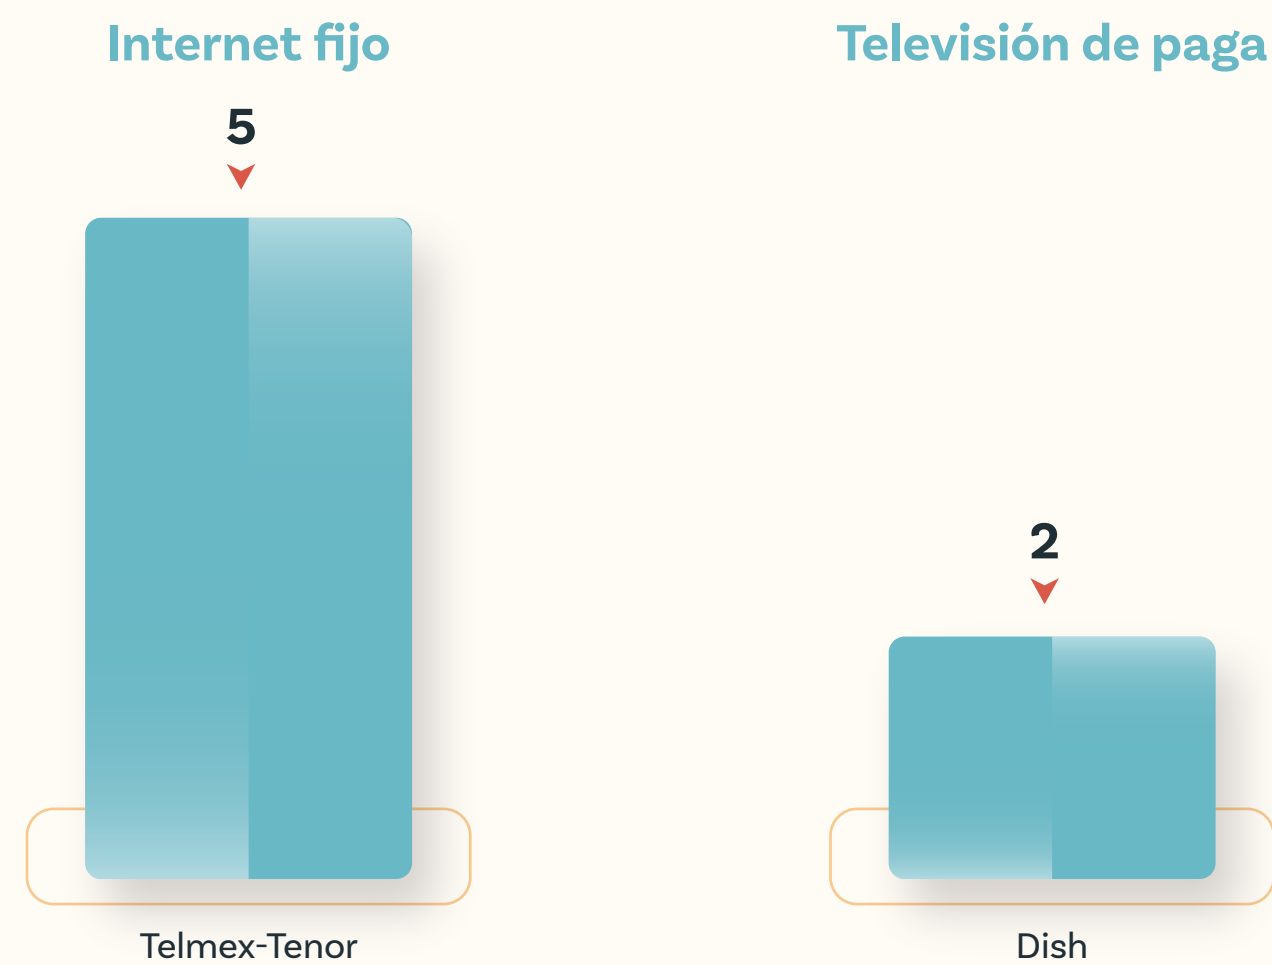 Internet fijo
5
Telmex-Tenor
Televisión de paga
2
Dish